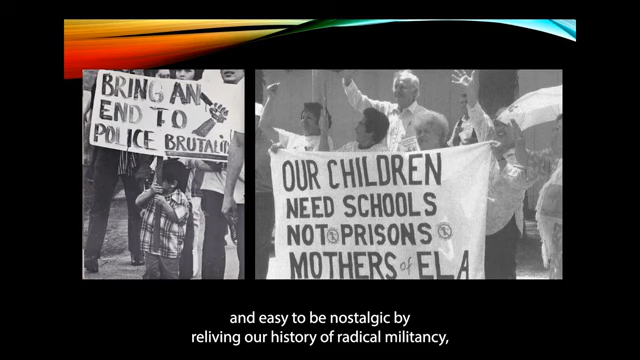 BRING AN
END TO
POLICE BRUTALI
OUR CHILDREN
NEED SCHOOLS
NOT PRISONS
MOTHERS of ELA
and easy to be nostalgic by
reliving our history of radical militancy,